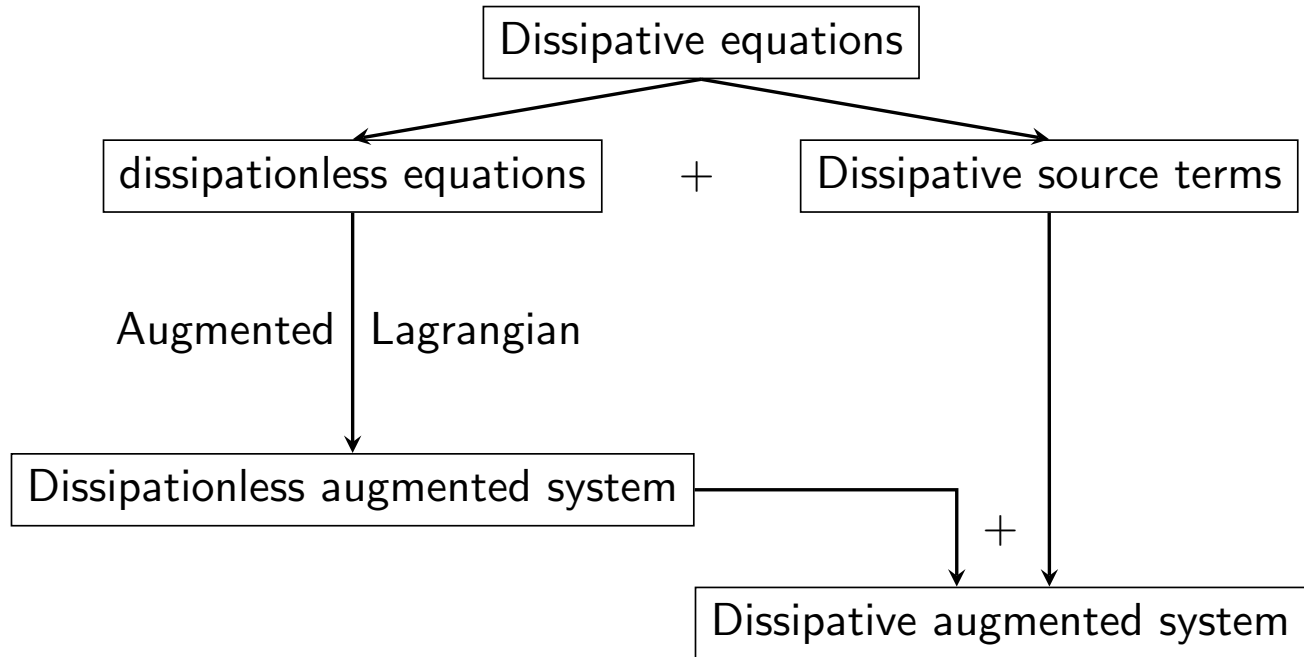 Dissipative equations
dissipationless equations + Dissipative source terms
Augmented Lagrangian
Dissipationless augmented system
+
Dissipative augmented system